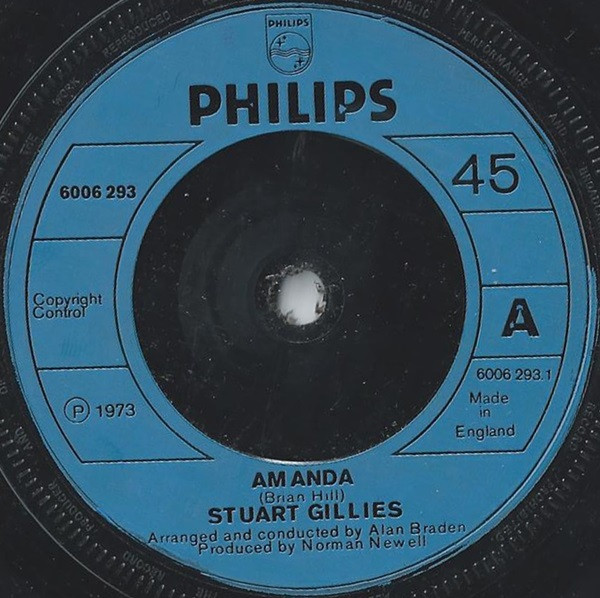 PHILIPS
PHILIPS
6006 293
45
Copyright
Control
A
6006 293.1
Ⓟ 1973
Made
in
England
AMANDA
(Brian Hill)
STUART GILLIES
Arranged and conducted by Alan Braden
Produced by Norman Newell